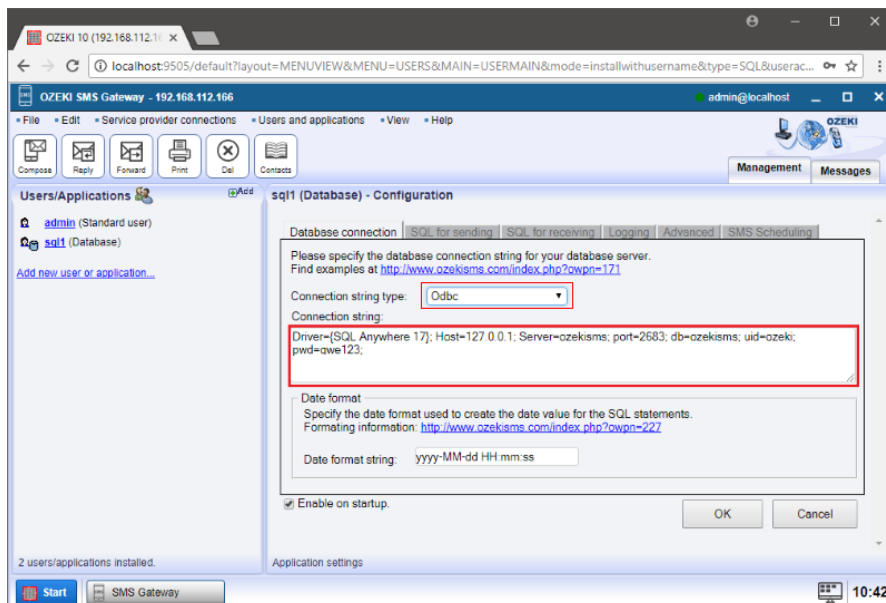 OZEKI 10 (192.168.112.1
localhost:9505/default?layout=MENUVIEW&MENU=USERS&MAIN=USERMAIN&mode=installwithusername&type=SQL&userac...
OZEKI SMS Gateway - 192.168.112.166
admin@localhost
File Edit Service provider connections Users and applications View Help
OZEKI
Compose Reply Forward Print Del Contacts
Management Messages
Users/Applications Add
sql1 (Database) - Configuration
admin (Standard user)
sql1 (Database)
Add new user or application...
Database connection SQL for sending SQL for receiving Logging Advanced SMS Scheduling
Please specify the database connection string for your database server.
Find examples at http://www.ozekisms.com/index.php?owpn=171
Connection string type: Odbc
Connection string:
Driver={SQL Anywhere 17}; Host=127.0.0.1; Server=ozekisms; port=2683; db=ozekisms; uid=ozeki;
pwd=qwe123;
Date format
Specify the date format used to create the date value for the SQL statements.
Formating information: http://www.ozekisms.com/index.php?owpn=227
Date format string: yyyy-MM-dd HH:mm:ss
Enable on startup.
OK Cancel
2 users/applications installed.
Application settings
Start SMS Gateway 10:42